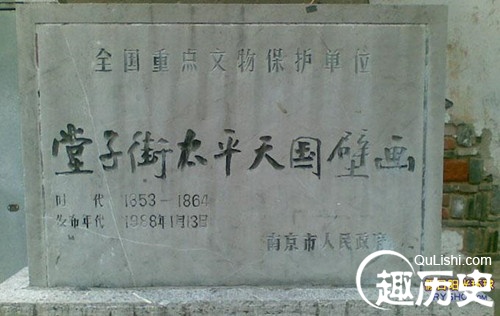 全国重点文物保护单位
堂子街太平天国壁画
时 代 1853-1864
公布年代 1988年1月13日
南京市人民政府
QuLishi.com
趣历史